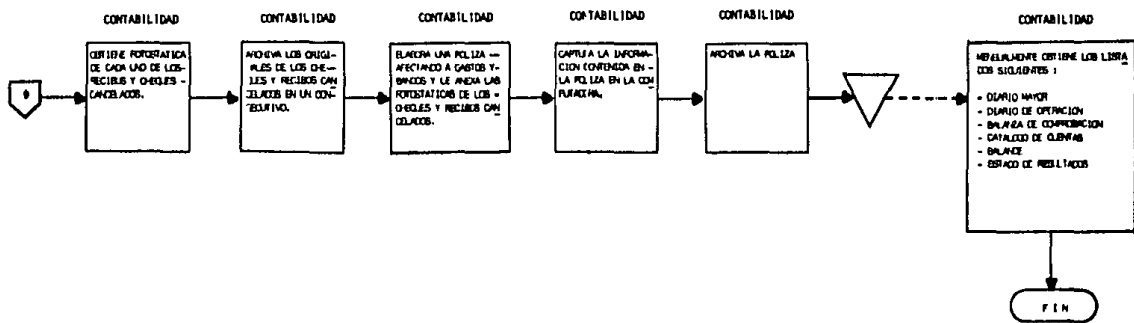 CONTABILIDAD
OBTIENE FOTOSTATICA
DE CADA UNO DE LOS-
RECIBOS Y CHEQUES -
CANCELADOS.
CONTABILIDAD
ARCHIVA LOS ORIGI-
NALES DE LOS CHE-
QUES Y RECIBOS CAN
CELADOS EN UN CON-
SECUTIVO.
CONTABILIDAD
ELABORA UNA POLIZA -
AFECTANDO A GASTOS Y-
BANCOS Y LE ANEXA LAS
FOTOSTATICAS DE LOS -
CHEQUES Y RECIBOS CAN
CELADOS.
CONTABILIDAD
CAPTURA LA INFORMA-
CION CONTENIDA EN -
LA POLIZA EN LA COM
PUTADORA.
CONTABILIDAD
ARCHIVA LA POLIZA
CONTABILIDAD
MENSUALMENTE OBTIENE LOS LISTA
DOS SIGUIENTES :
- DIARIO MAYOR
- DIARIO DE OPERACION
- BALANZA DE COMPROBACION
- CATALOGO DE CUENTAS
- BALANCE
- ESTADO DE RESULTADOS
FIN